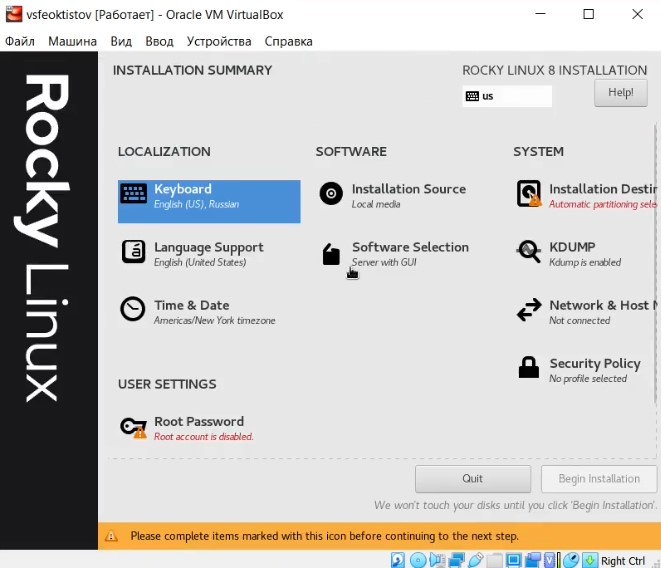 vsfeoktistov [Работает] - Oracle VM VirtualBox
Файл Машина Вид Ввод Устройства Справка
Rocky Linux
INSTALLATION SUMMARY
ROCKY LINUX 8 INSTALLATION
us
Help!
LOCALIZATION
Keyboard
English (US), Russian
Language Support
English (United States)
Time & Date
Americas/New York timezone
USER SETTINGS
Root Password
Root account is disabled.
SOFTWARE
Installation Source
Local media
Software Selection
Server with GUI
SYSTEM
Installation Destin
Automatic partitioning sele
KDUMP
Kdump is enabled
Network & Host N
Not connected
Security Policy
No profile selected
Quit
Begin Installation
We won't touch your disks until you click 'Begin Installation'.
Please complete items marked with this icon before continuing to the next step.
Right Ctrl